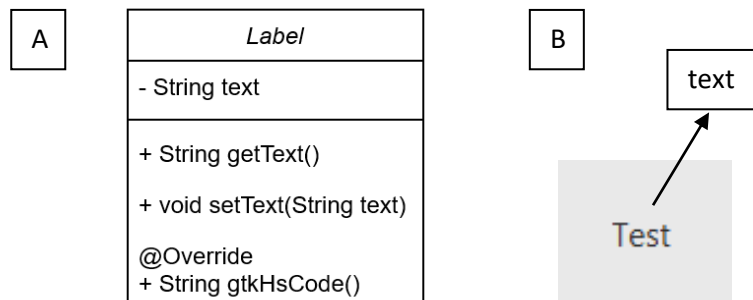 A
Label
- String text
+ String getText()
+ void setText(String text)
@Override
+ String gtkHsCode()
B
text
Test